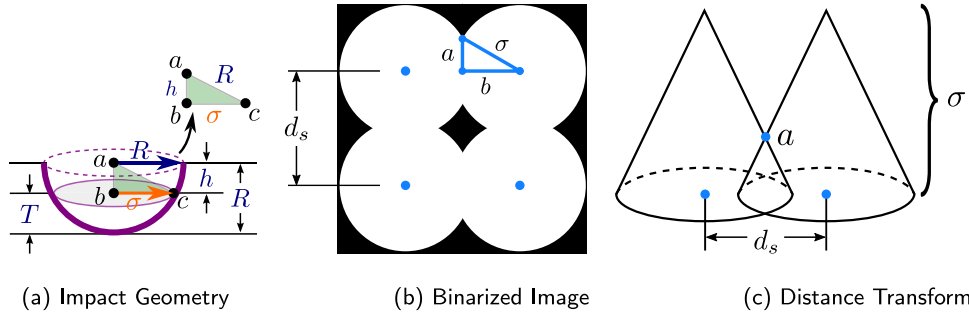 a
R
h
b
σ
c
a
R
h
b
σ
c
T
R
(a) Impact Geometry
a
σ
b
d_s
(b) Binarized Image
a
σ
d_s
(c) Distance Transform